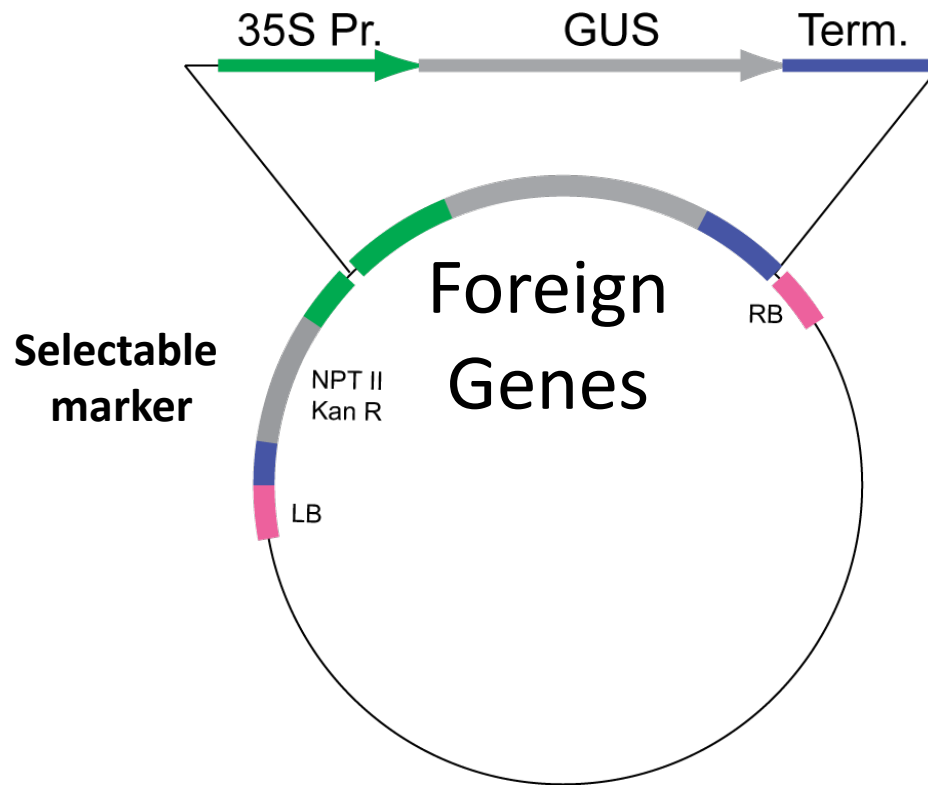 35S Pr. GUS Term.
Foreign
Genes
RB
Selectable
marker
NPT II
Kan R
LB